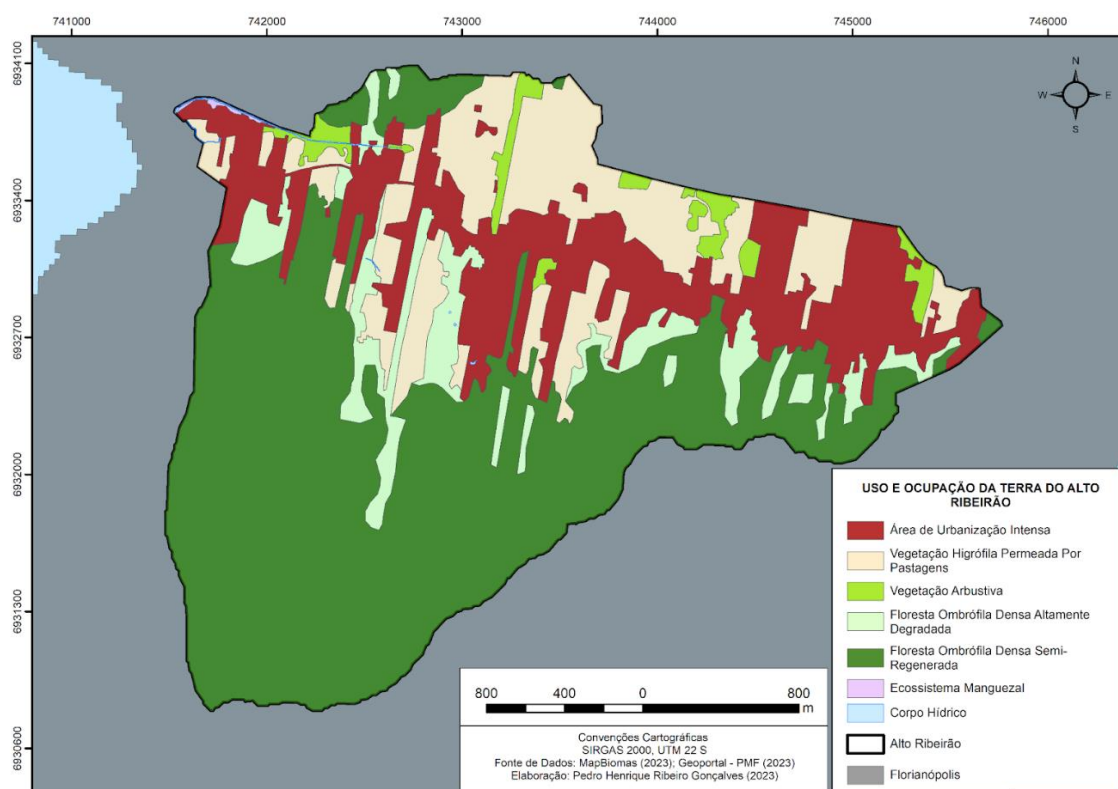 741000 742000 743000 744000 745000 746000
6934100
6933400
6932700
6932000
6931300
6930600
N
W E
S
USO E OCUPAÇÃO DA TERRA DO ALTO
RIBEIRÃO
Área de Urbanização Intensa
Vegetação Higrófila Permeada Por
Pastagens
Vegetação Arbustiva
Floresta Ombrófila Densa Altamente
Degradada
Floresta Ombrófila Densa Semi-
Regenerada
Ecossistema Manguezal
Corpo Hídrico
Alto Ribeirão
Florianópolis
800 400 0 800
m
Convenções Cartográficas
SIRGAS 2000, UTM 22 S
Fonte de Dados: MapBiomas (2023); Geoportal - PMF (2023)
Elaboração: Pedro Henrique Ribeiro Gonçalves (2023)